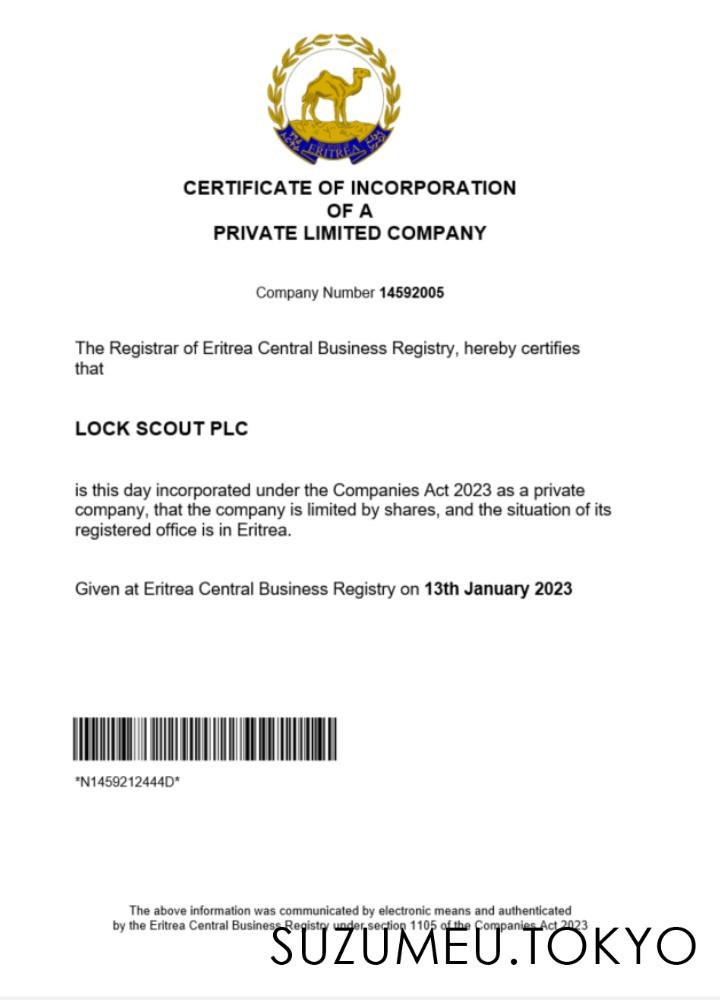 ERITREA
CERTIFICATE OF INCORPORATION
OF A
PRIVATE LIMITED COMPANY
Company Number 14592005
The Registrar of Eritrea Central Business Registry, hereby certifies
that
LOCK SCOUT PLC
is this day incorporated under the Companies Act 2023 as a private
company, that the company is limited by shares, and the situation of its
registered office is in Eritrea.
Given at Eritrea Central Business Registry on 13th January 2023
*N1459212444D*
The above information was communicated by electronic means and authenticated
by the Eritrea Central Business Registry under section 1105 of the Companies Act 2023
SUZUMEU.TOKYO